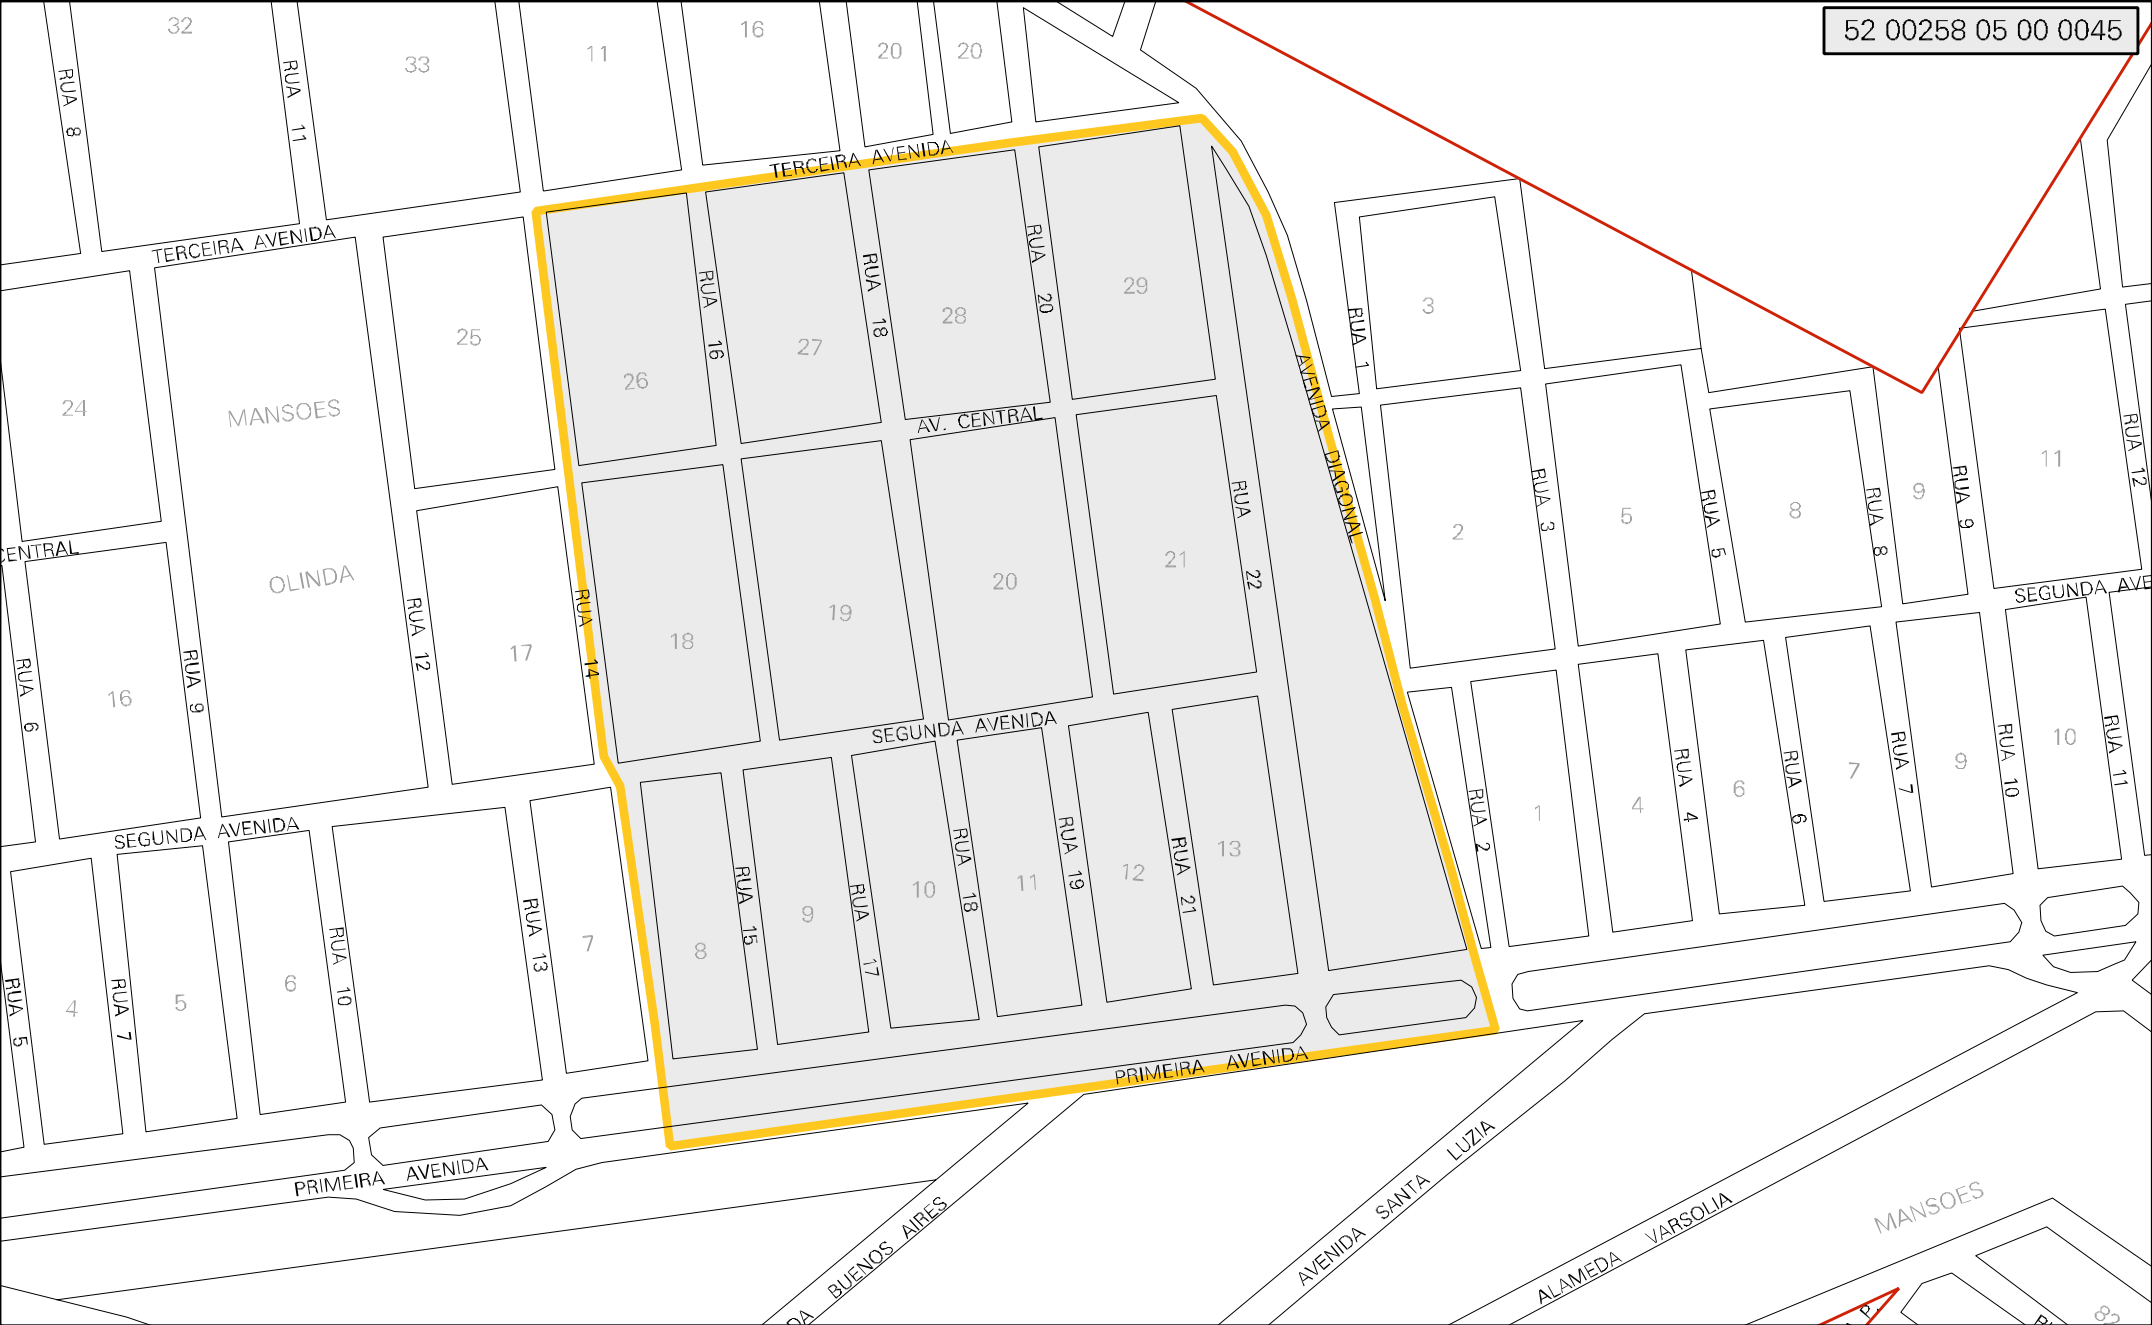 52 00258 05 00 0045
32
33
11
16
20
20
RUA 8
RUA 11
TERCEIRA AVENIDA
TERCEIRA AVENIDA
RUA 16
RUA 18
RUA 20
29
28
27
26
25
24
MANSOES
OLINDA
3
RUA 1
AVENIDA DIAGONAL
AV. CENTRAL
CENTRAL
RUA 22
2
RUA 3
5
RUA 5
8
RUA 8
9
RUA 9
11
RUA 12
SEGUNDA AVE
21
20
19
18
17
16
RUA 14
RUA 12
RUA 9
RUA 6
SEGUNDA AVENIDA
SEGUNDA AVENIDA
RUA 2
1
4
RUA 4
6
RUA 6
7
RUA 7
9
RUA 10
10
RUA 11
RUA 5
4
RUA 7
5
6
RUA 10
RUA 13
7
8
RUA 15
9
RUA 17
10
RUA 18
11
RUA 19
12
RUA 21
13
PRIMEIRA AVENIDA
PRIMEIRA AVENIDA
DA BUENOS AIRES
AVENIDA SANTA LUZIA
ALAMEDA VARSOLIA
MANSOES
P.
82